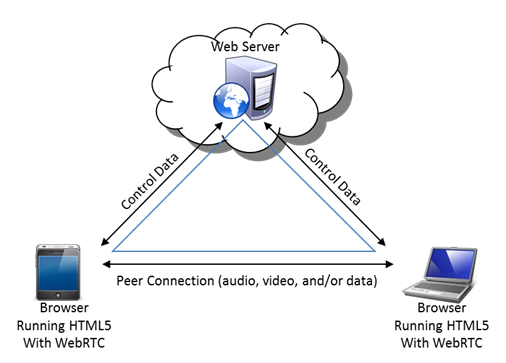 Web Server
Control Data
Control Data
Peer Connection (audio, video, and/or data)
Browser
Running HTML5
With WebRTC
Browser
Running HTML5
With WebRTC